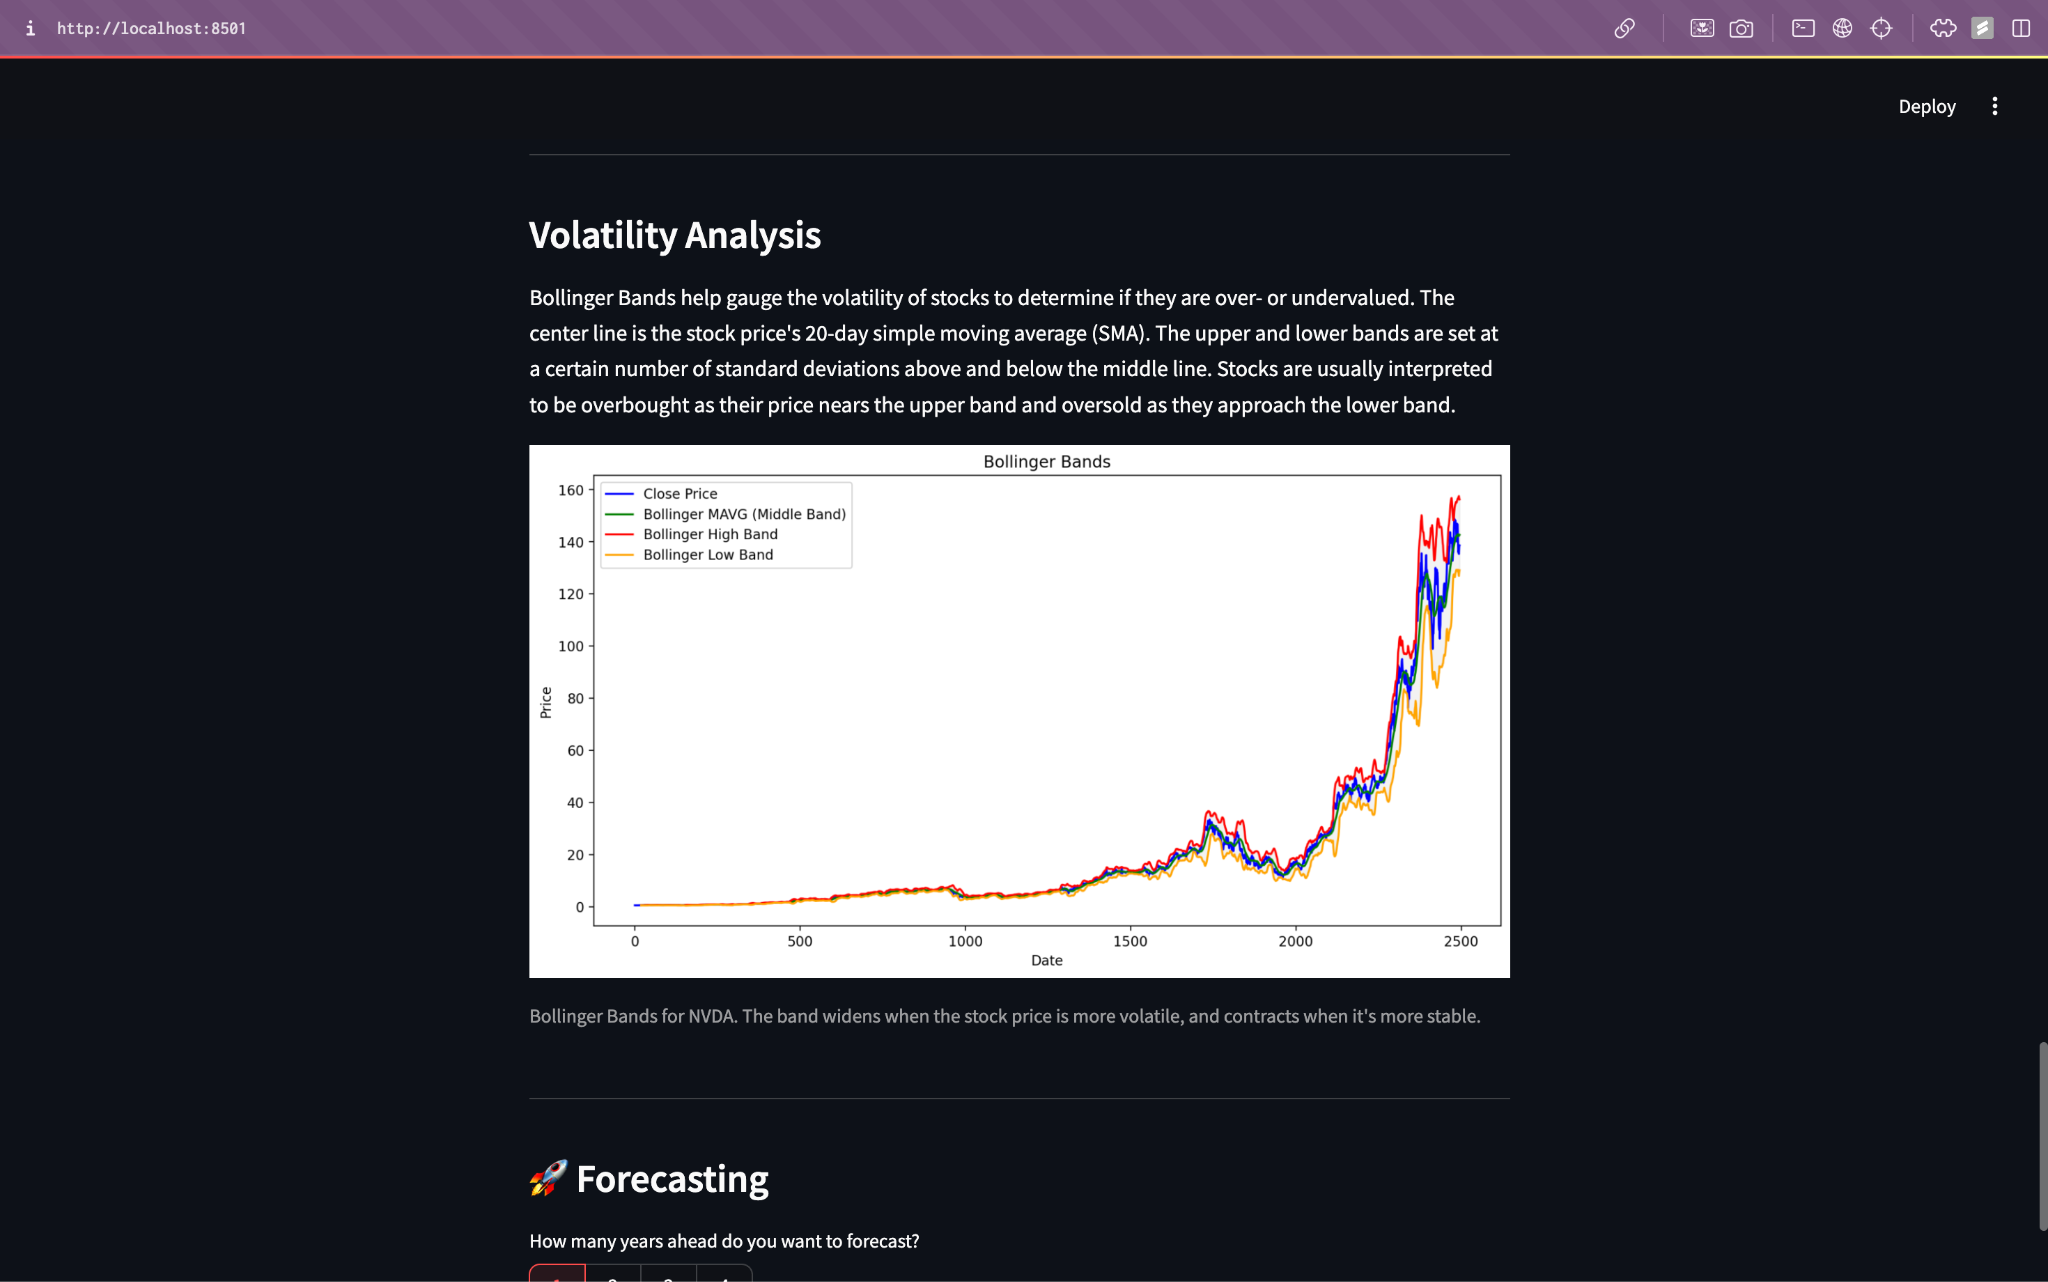 http://localhost:8501
Deploy
Volatility Analysis
Bollinger Bands help gauge the volatility of stocks to determine if they are over- or undervalued. The
center line is the stock price's 20-day simple moving average (SMA). The upper and lower bands are set at
a certain number of standard deviations above and below the middle line. Stocks are usually interpreted
to be overbought as their price nears the upper band and oversold as they approach the lower band.
Bollinger Bands
Close Price
Bollinger MAVG (Middle Band)
Bollinger High Band
Bollinger Low Band
160
140
120
100
80
60
40
20
0
Price
0 500 1000 1500 2000 2500
Date
Bollinger Bands for NVDA. The band widens when the stock price is more volatile, and contracts when it's more stable.
🚀 Forecasting
How many years ahead do you want to forecast?